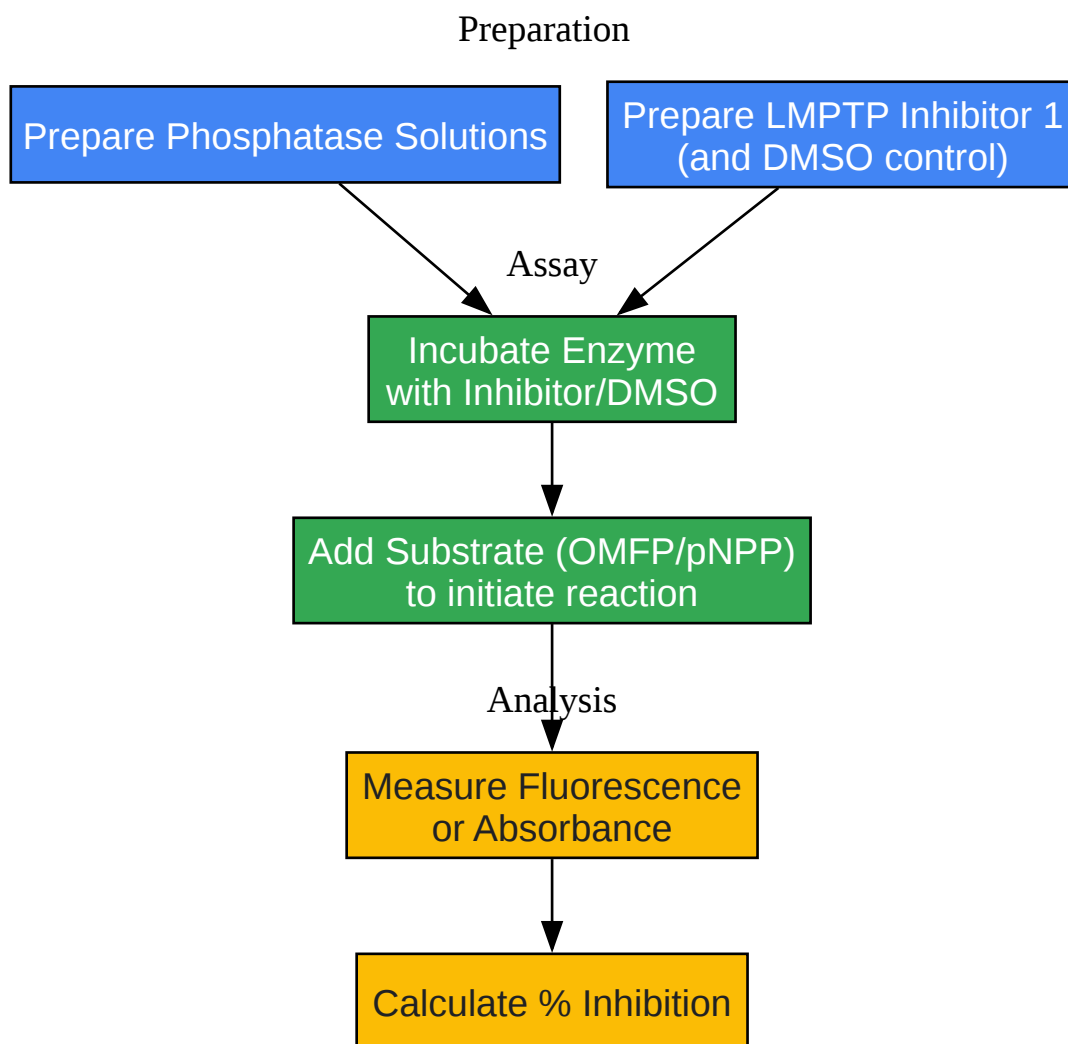 Preparation
Prepare Phosphatase Solutions
Prepare LMPTP Inhibitor 1
(and DMSO control)
Assay
Incubate Enzyme
with Inhibitor/DMSO
Add Substrate (OMFP/pNPP)
to initiate reaction
Analysis
Measure Fluorescence
or Absorbance
Calculate % Inhibition